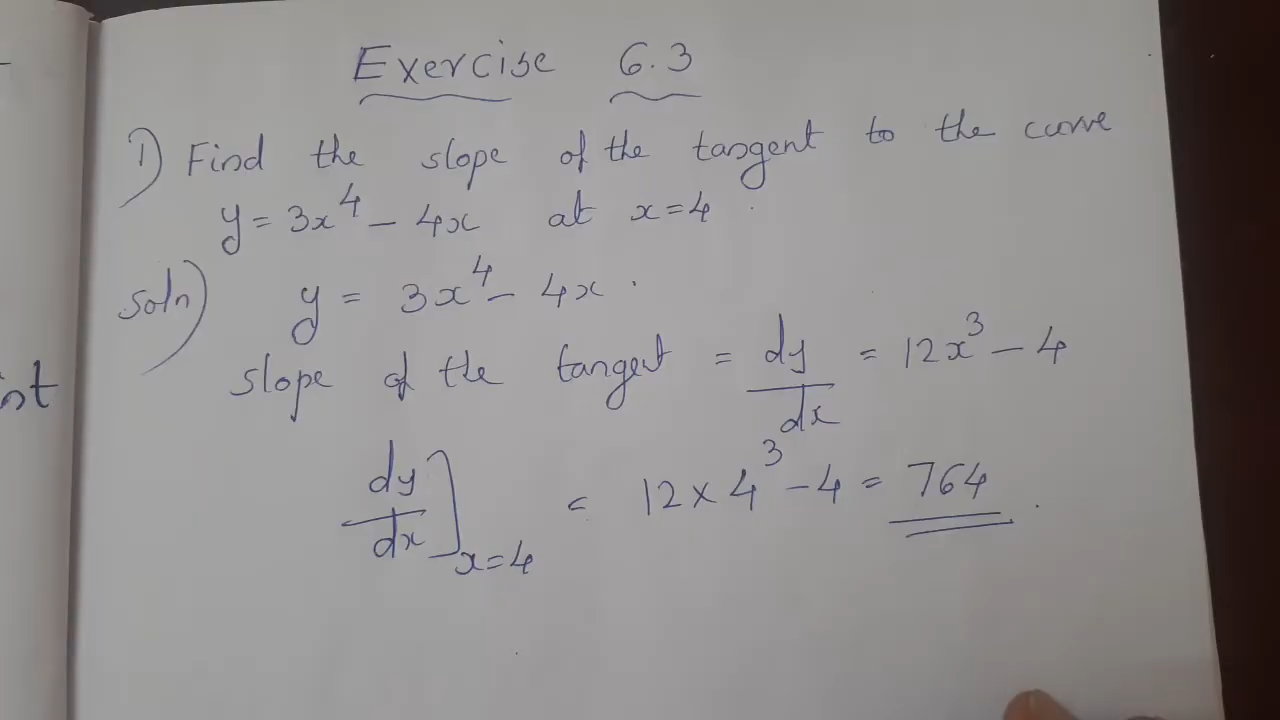 Exercise 6.3
1) Find the slope of the tangent to the curve
y = 3x⁴ - 4x at x=4.
Soln) y = 3x⁴ - 4x.
slope of the tangent = dy/dx = 12x³ - 4
dy/dx]x=4 = 12 × 4³ - 4 = 764.